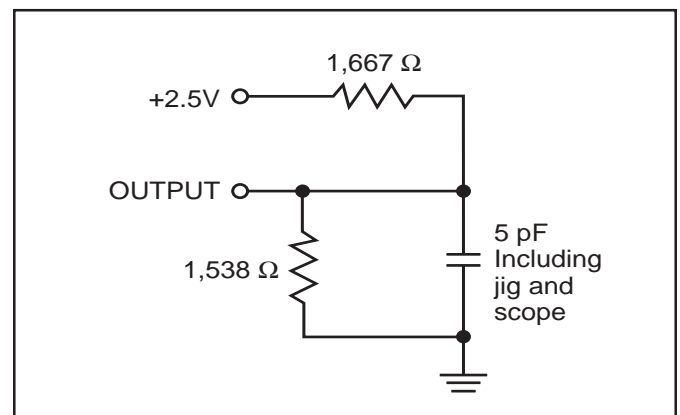 1,667 Ω
+2.5V
OUTPUT
1,538 Ω
5 pF
Including
jig and
scope